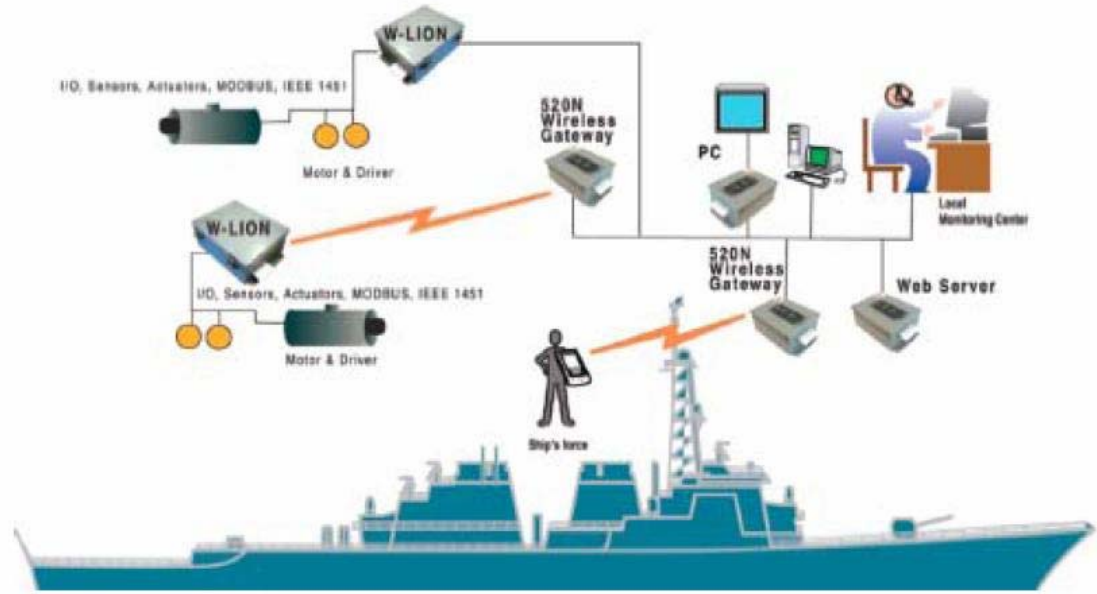 W-LION
I/O, Sensors, Actuators, MODBUS, IEEE 1451
Motor & Driver
520N
Wireless
Gateway
PC
Local
Monitoring Center
W-LION
I/O, Sensors, Actuators, MODBUS, IEEE 1451
Motor & Driver
520N
Wireless
Gateway
Web Server
Ship's force